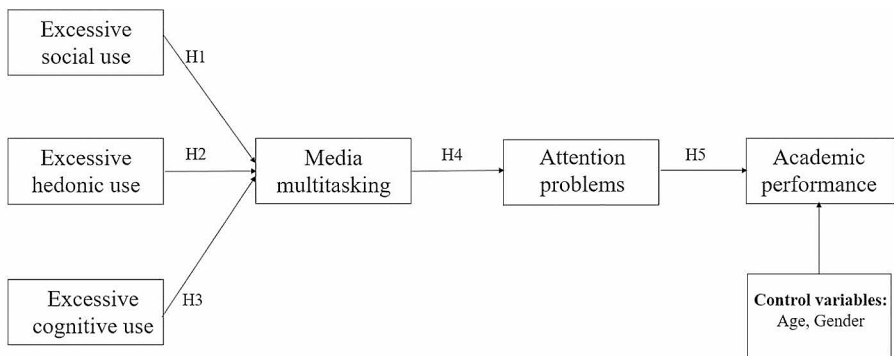 Excessive
social use
H1
Excessive
hedonic use
H2
Media
multitasking
H4
Attention
problems
H5
Academic
performance
Excessive
cognitive use
H3
Control variables:
Age, Gender